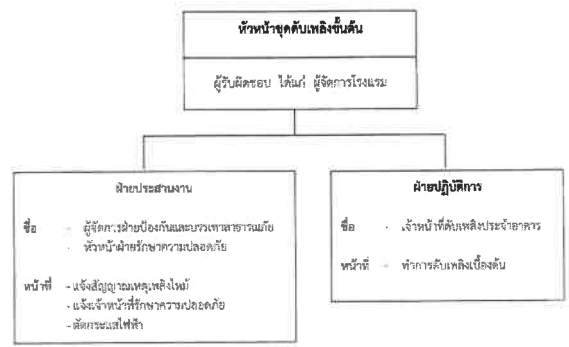 หัวหน้าชุดดับเพลิงขั้นต้น
ผู้รับผิดชอบ ได้แก่ ผู้จัดการโรงแรม
ฝ่ายประสานงาน
ชื่อ - ผู้จัดการฝ่ายป้องกันและบรรเทาสาธารณภัย
- หัวหน้าฝ่ายรักษาความปลอดภัย
หน้าที่ - แจ้งสัญญาณเหตุเพลิงไหม้
- แจ้งเจ้าหน้าที่รักษาความปลอดภัย
- ตัดกระแสไฟฟ้า
ฝ่ายปฏิบัติการ
ชื่อ - เจ้าหน้าที่ดับเพลิงประจำอาคาร
หน้าที่ - ทำการดับเพลิงเบื้องต้น